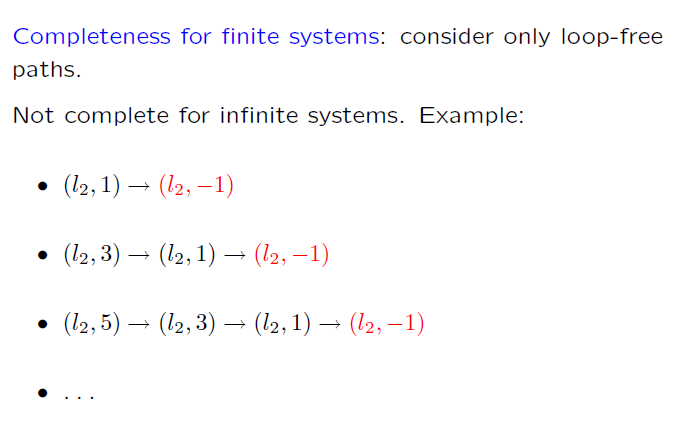 Completeness for finite systems: consider only loop-free
paths.
Not complete for infinite systems. Example:
• (l₂, 1) → (l₂, −1)
• (l₂, 3) → (l₂, 1) → (l₂, −1)
• (l₂, 5) → (l₂, 3) → (l₂, 1) → (l₂, −1)
• . . .